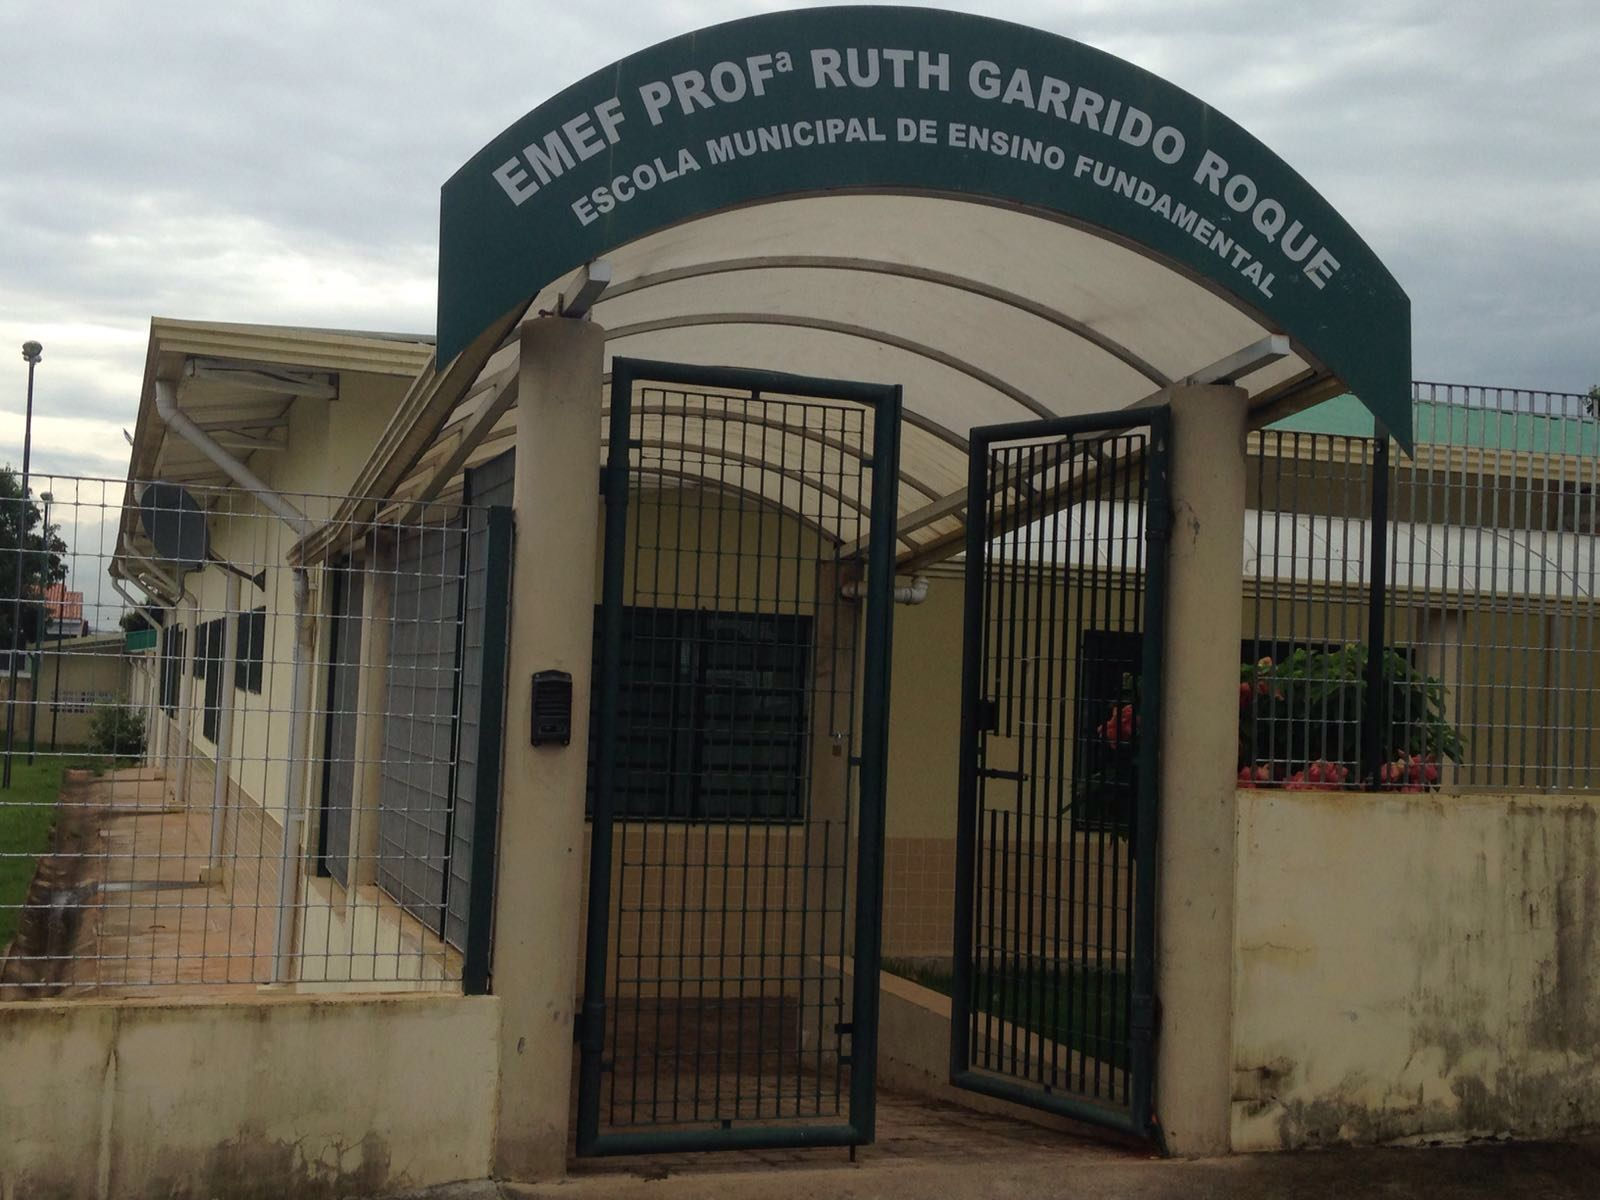 EMEF PROFª RUTH GARRIDO ROQUE
ESCOLA MUNICIPAL DE ENSINO FUNDAMENTAL